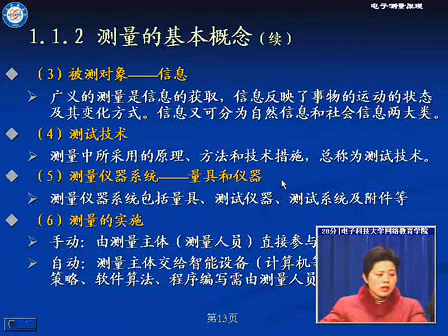 电子测量原理
1.1.2 测量的基本概念(续)
(3)被测对象——信息
广义的测量是信息的获取，信息反映了事物的运动的状态
及其变化方式。信息又可分为自然信息和社会信息两大类。
(4)测试技术
测量中所采用的原理、方法和技术措施，总称为测试技术。
(5)测量仪器系统——量具和仪器
测量仪器系统包括量具、测试仪器、测试系统及附件等
(6)测量的实施
手动：由测量主体(测量人员)直接参与
自动：测量主体交给智能设备(计算机
策略、软件算法、程序编写需由测量人员
20分|电子科技大学网络教育学院
第13页